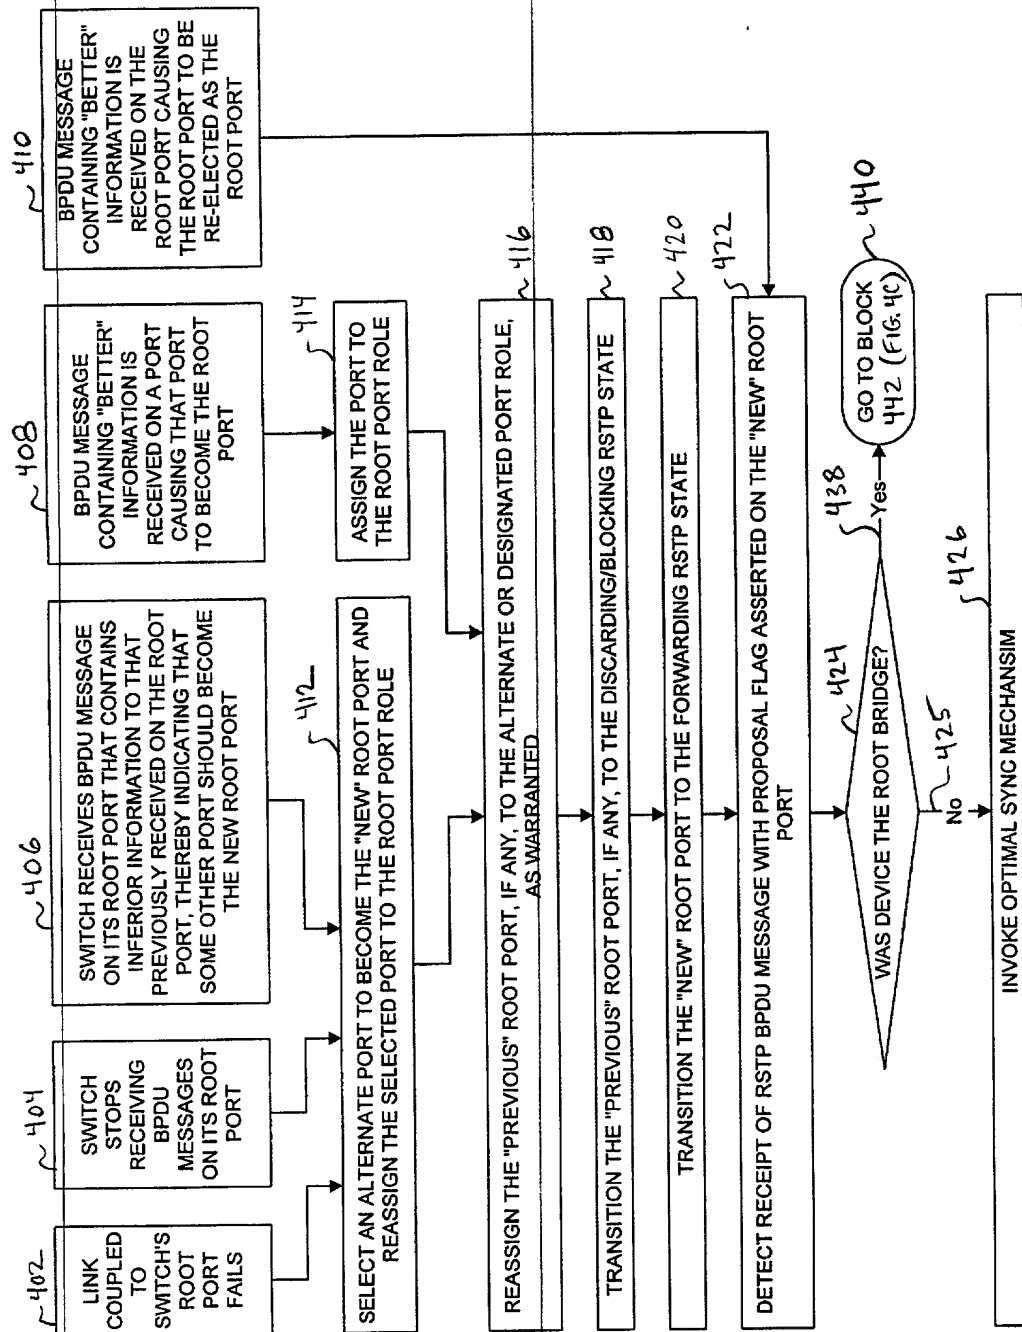 402
LINK
COUPLED
TO
SWITCH'S
ROOT
PORT
FAILS
404
SWITCH
STOPS
RECEIVING
BPDU
MESSAGES
ON ITS ROOT
PORT
406
SWITCH RECEIVES BPDU MESSAGE
ON ITS ROOT PORT THAT CONTAINS
INFERIOR INFORMATION TO THAT
PREVIOUSLY RECEIVED ON THE ROOT
PORT, THEREBY INDICATING THAT
SOME OTHER PORT SHOULD BECOME
THE NEW ROOT PORT
408
BPDU MESSAGE
CONTAINING "BETTER"
INFORMATION IS
RECEIVED ON A PORT
CAUSING THAT PORT
TO BECOME THE ROOT
PORT
410
BPDU MESSAGE
CONTAINING "BETTER"
INFORMATION IS
RECEIVED ON THE
ROOT PORT CAUSING
THE ROOT PORT TO BE
RE-ELECTED AS THE
ROOT PORT
412
SELECT AN ALTERNATE PORT TO BECOME THE "NEW" ROOT PORT AND
REASSIGN THE SELECTED PORT TO THE ROOT PORT ROLE
414
ASSIGN THE PORT TO
THE ROOT PORT ROLE
416
REASSIGN THE "PREVIOUS" ROOT PORT, IF ANY, TO THE ALTERNATE OR DESIGNATED PORT ROLE,
AS WARRANTED
418
TRANSITION THE "PREVIOUS" ROOT PORT, IF ANY, TO THE DISCARDING/BLOCKING RSTP STATE
420
TRANSITION THE "NEW" ROOT PORT TO THE FORWARDING RSTP STATE
422
DETECT RECEIPT OF RSTP BPDU MESSAGE WITH PROPOSAL FLAG ASSERTED ON THE "NEW" ROOT
PORT
424
WAS DEVICE THE ROOT BRIDGE?
438
Yes
440
GO TO BLOCK
442 (FIG. 4C)
No
425
426
INVOKE OPTIMAL SYNC MECHANSIM